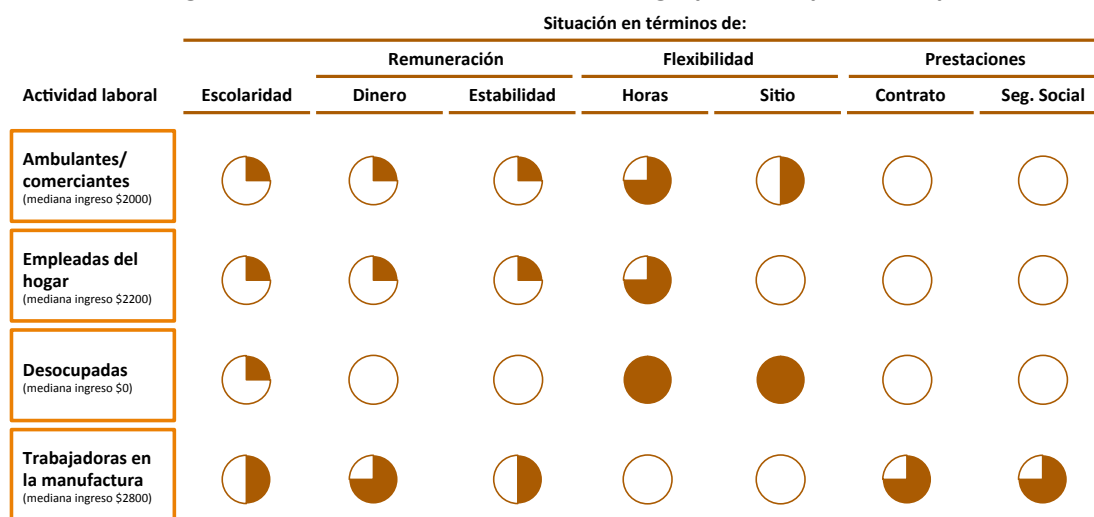 Situación en términos de:
Remuneración Flexibilidad Prestaciones
Actividad laboral Escolaridad Dinero Estabilidad Horas Sitio Contrato Seg. Social
Ambulantes/
comerciantes
(mediana ingreso $2000)
Empleadas del
hogar
(mediana ingreso $2200)
Desocupadas
(mediana ingreso $0)
Trabajadoras en
la manufactura
(mediana ingreso $2800)